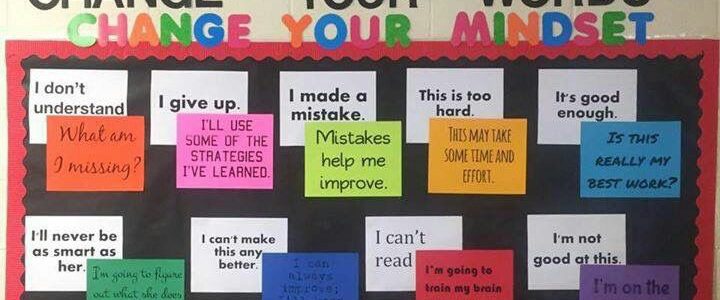 CHANGE YOUR WORDS
CHANGE YOUR MINDSET
I don't
understand
What am
I missing?
I give up.
I'LL USE
SOME OF THE
STRATEGIES
I'VE LEARNED.
I made a
mistake.
Mistakes
help me
improve.
This is too
hard.
THIS MAY TAKE
SOME TIME AND
EFFORT.
It's good
enough.
IS THIS
REALLY MY
BEST WORK?
I'll never be
as smart as
her.
I'm going to figure
out what she does
I can't make
this any
better.
I can
always
improve;
I can't
read
I'm going to
train my brain
I'm not
good at this.
I'm on the